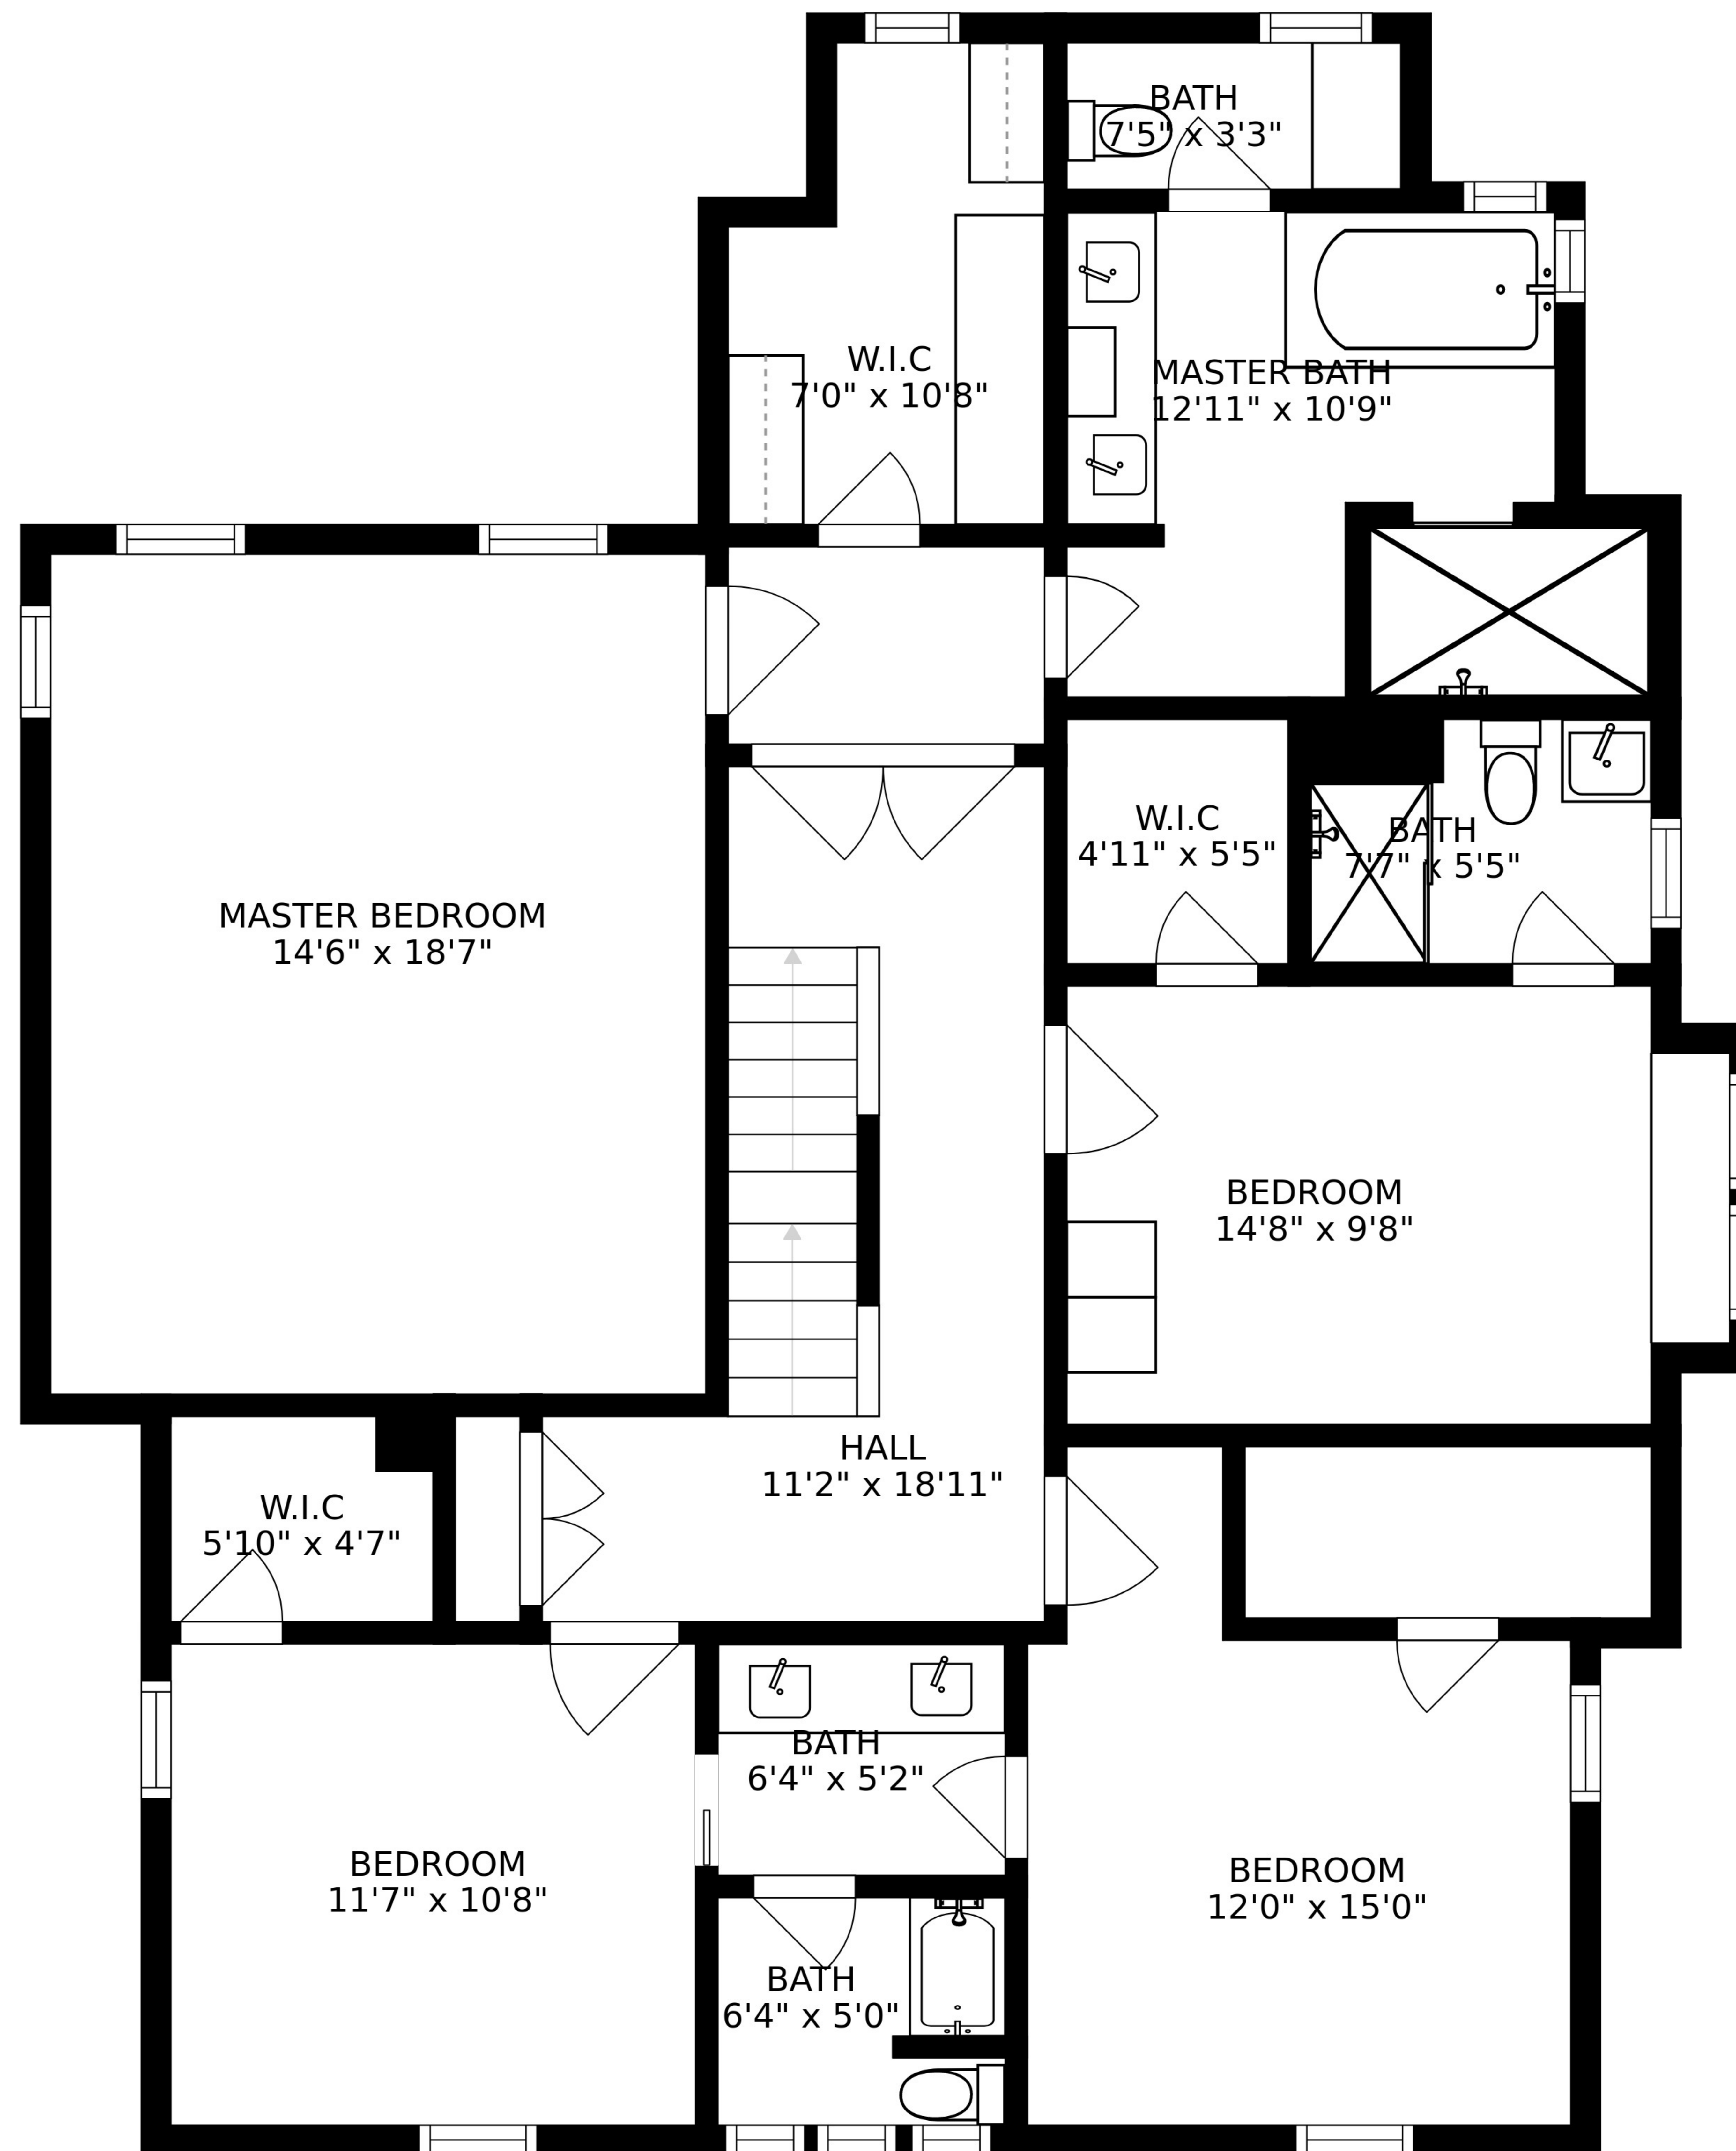 BATH
7'5" x 3'3"
W.I.C
7'0" x 10'8"
MASTER BATH
12'11" x 10'9"
W.I.C
4'11" x 5'5"
BATH
7'7" x 5'5"
MASTER BEDROOM
14'6" x 18'7"
BEDROOM
14'8" x 9'8"
HALL
11'2" x 18'11"
W.I.C
5'10" x 4'7"
BATH
6'4" x 5'2"
BEDROOM
11'7" x 10'8"
BEDROOM
12'0" x 15'0"
BATH
6'4" x 5'0"